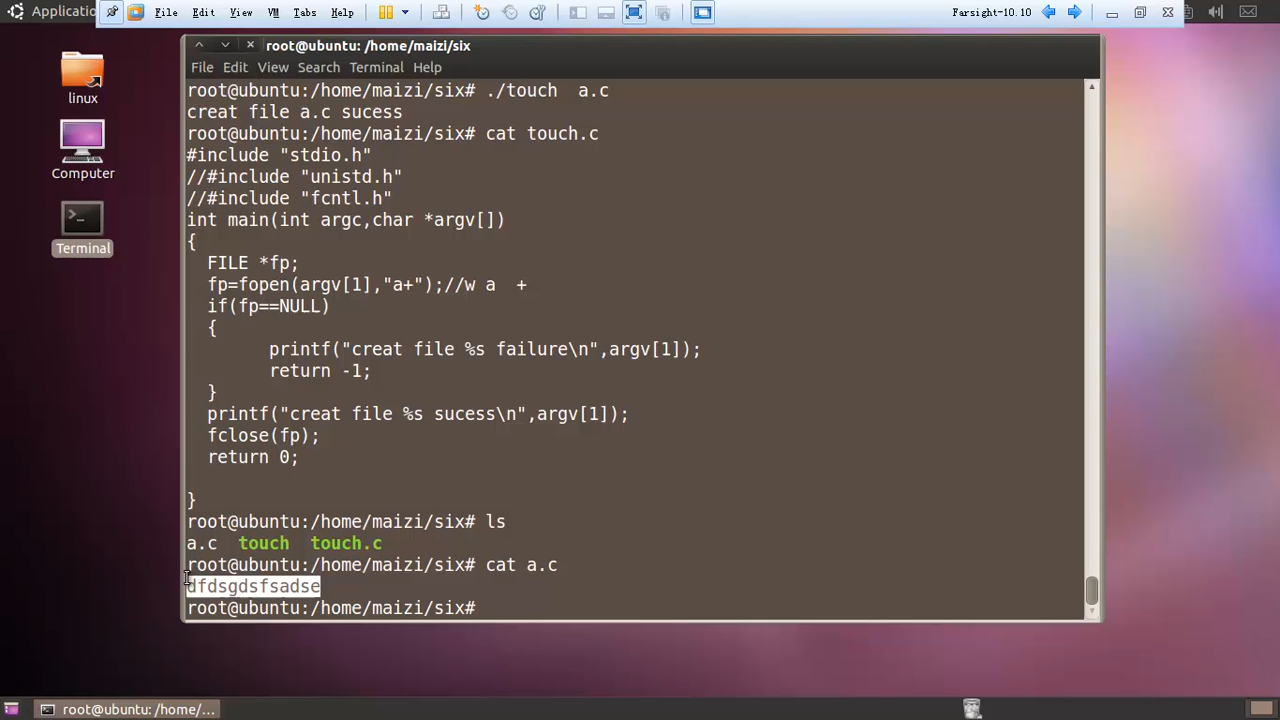 Applicatio
File Edit View VM Tabs Help
Farsight-10.10
root@ubuntu: /home/maizi/six
File Edit View Search Terminal Help
root@ubuntu:/home/maizi/six# ./touch  a.c
creat file a.c sucess
root@ubuntu:/home/maizi/six# cat touch.c
#include "stdio.h"
//#include "unistd.h"
//#include "fcntl.h"
int main(int argc,char *argv[])
{
  FILE *fp;
  fp=fopen(argv[1],"a+");//w a  +
  if(fp==NULL)
  {
        printf("creat file %s failure\n",argv[1]);
        return -1;
  }
  printf("creat file %s sucess\n",argv[1]);
  fclose(fp);
  return 0;
}
root@ubuntu:/home/maizi/six# ls
a.c  touch  touch.c
root@ubuntu:/home/maizi/six# cat a.c
dfdsgdsfsadse
root@ubuntu:/home/maizi/six#
linux
Computer
Terminal
root@ubuntu: /home/...